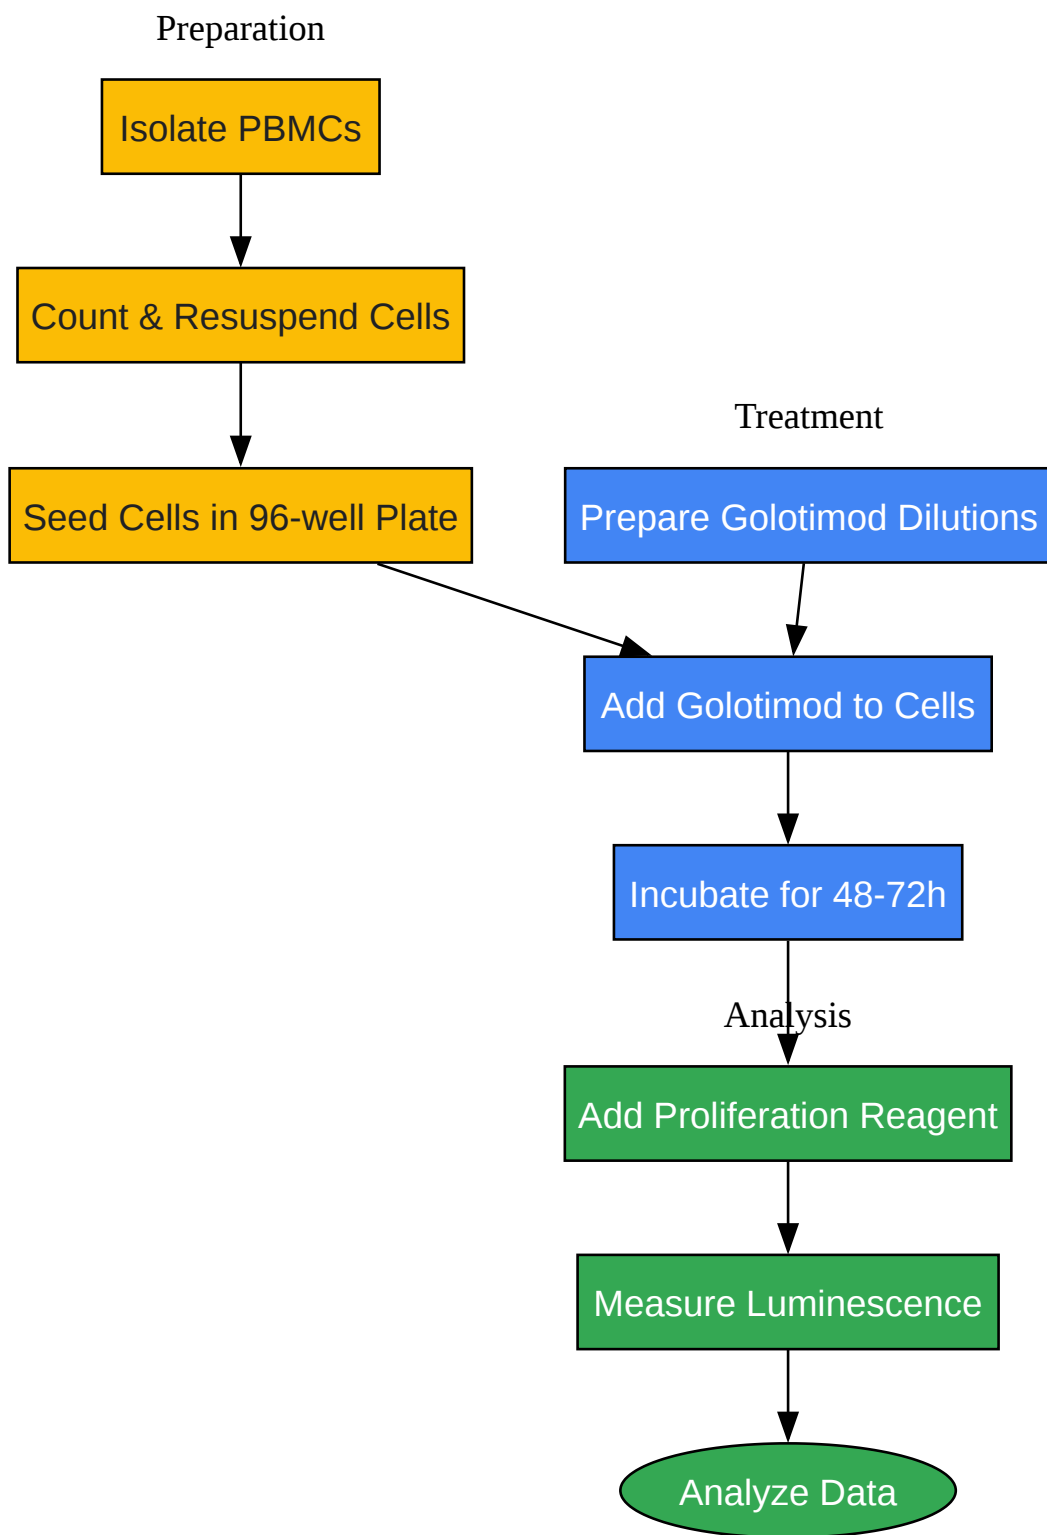 Preparation
Isolate PBMCs
Count & Resuspend Cells
Seed Cells in 96-well Plate
Treatment
Prepare Golotimod Dilutions
Add Golotimod to Cells
Incubate for 48-72h
Analysis
Add Proliferation Reagent
Measure Luminescence
Analyze Data